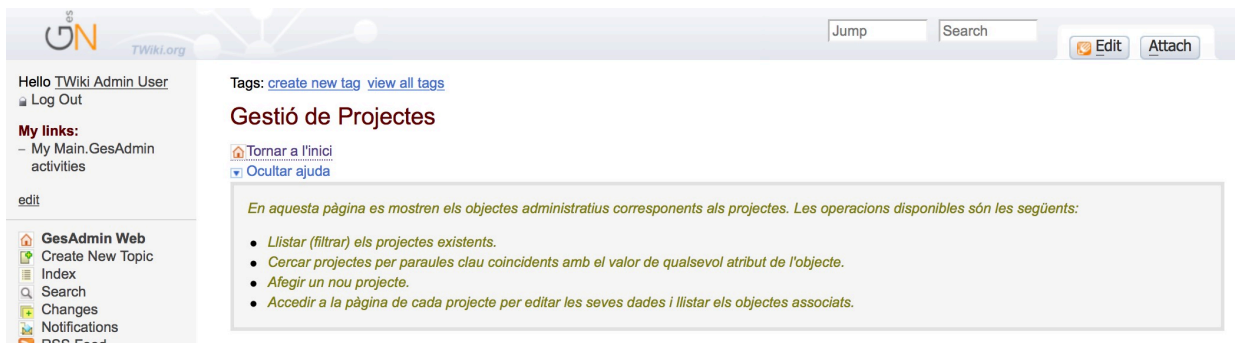 es
GN
TWiki.org
Jump
Search
Edit
Attach
Hello TWiki Admin User
Log Out
My links:
– My Main.GesAdmin
activities
edit
GesAdmin Web
Create New Topic
Index
Search
Changes
Notifications
RSS Feed
Tags: create new tag view all tags
Gestió de Projectes
Tornar a l'inici
Ocultar ajuda
En aquesta pàgina es mostren els objectes administratius corresponents als projectes. Les operacions disponibles són les següents:
• Llistar (filtrar) els projectes existents.
• Cercar projectes per paraules clau coincidents amb el valor de qualsevol atribut de l'objecte.
• Afegir un nou projecte.
• Accedir a la pàgina de cada projecte per editar les seves dades i llistar els objectes associats.